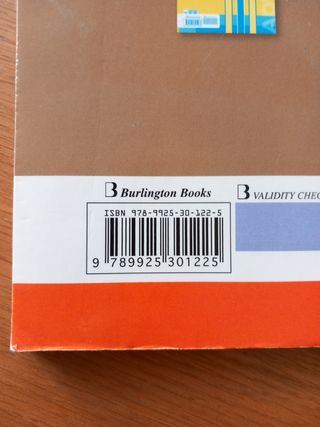 Burlington Books
VALIDITY CHEC
ISBN 978-9925-30-122-5
9 789925 301225